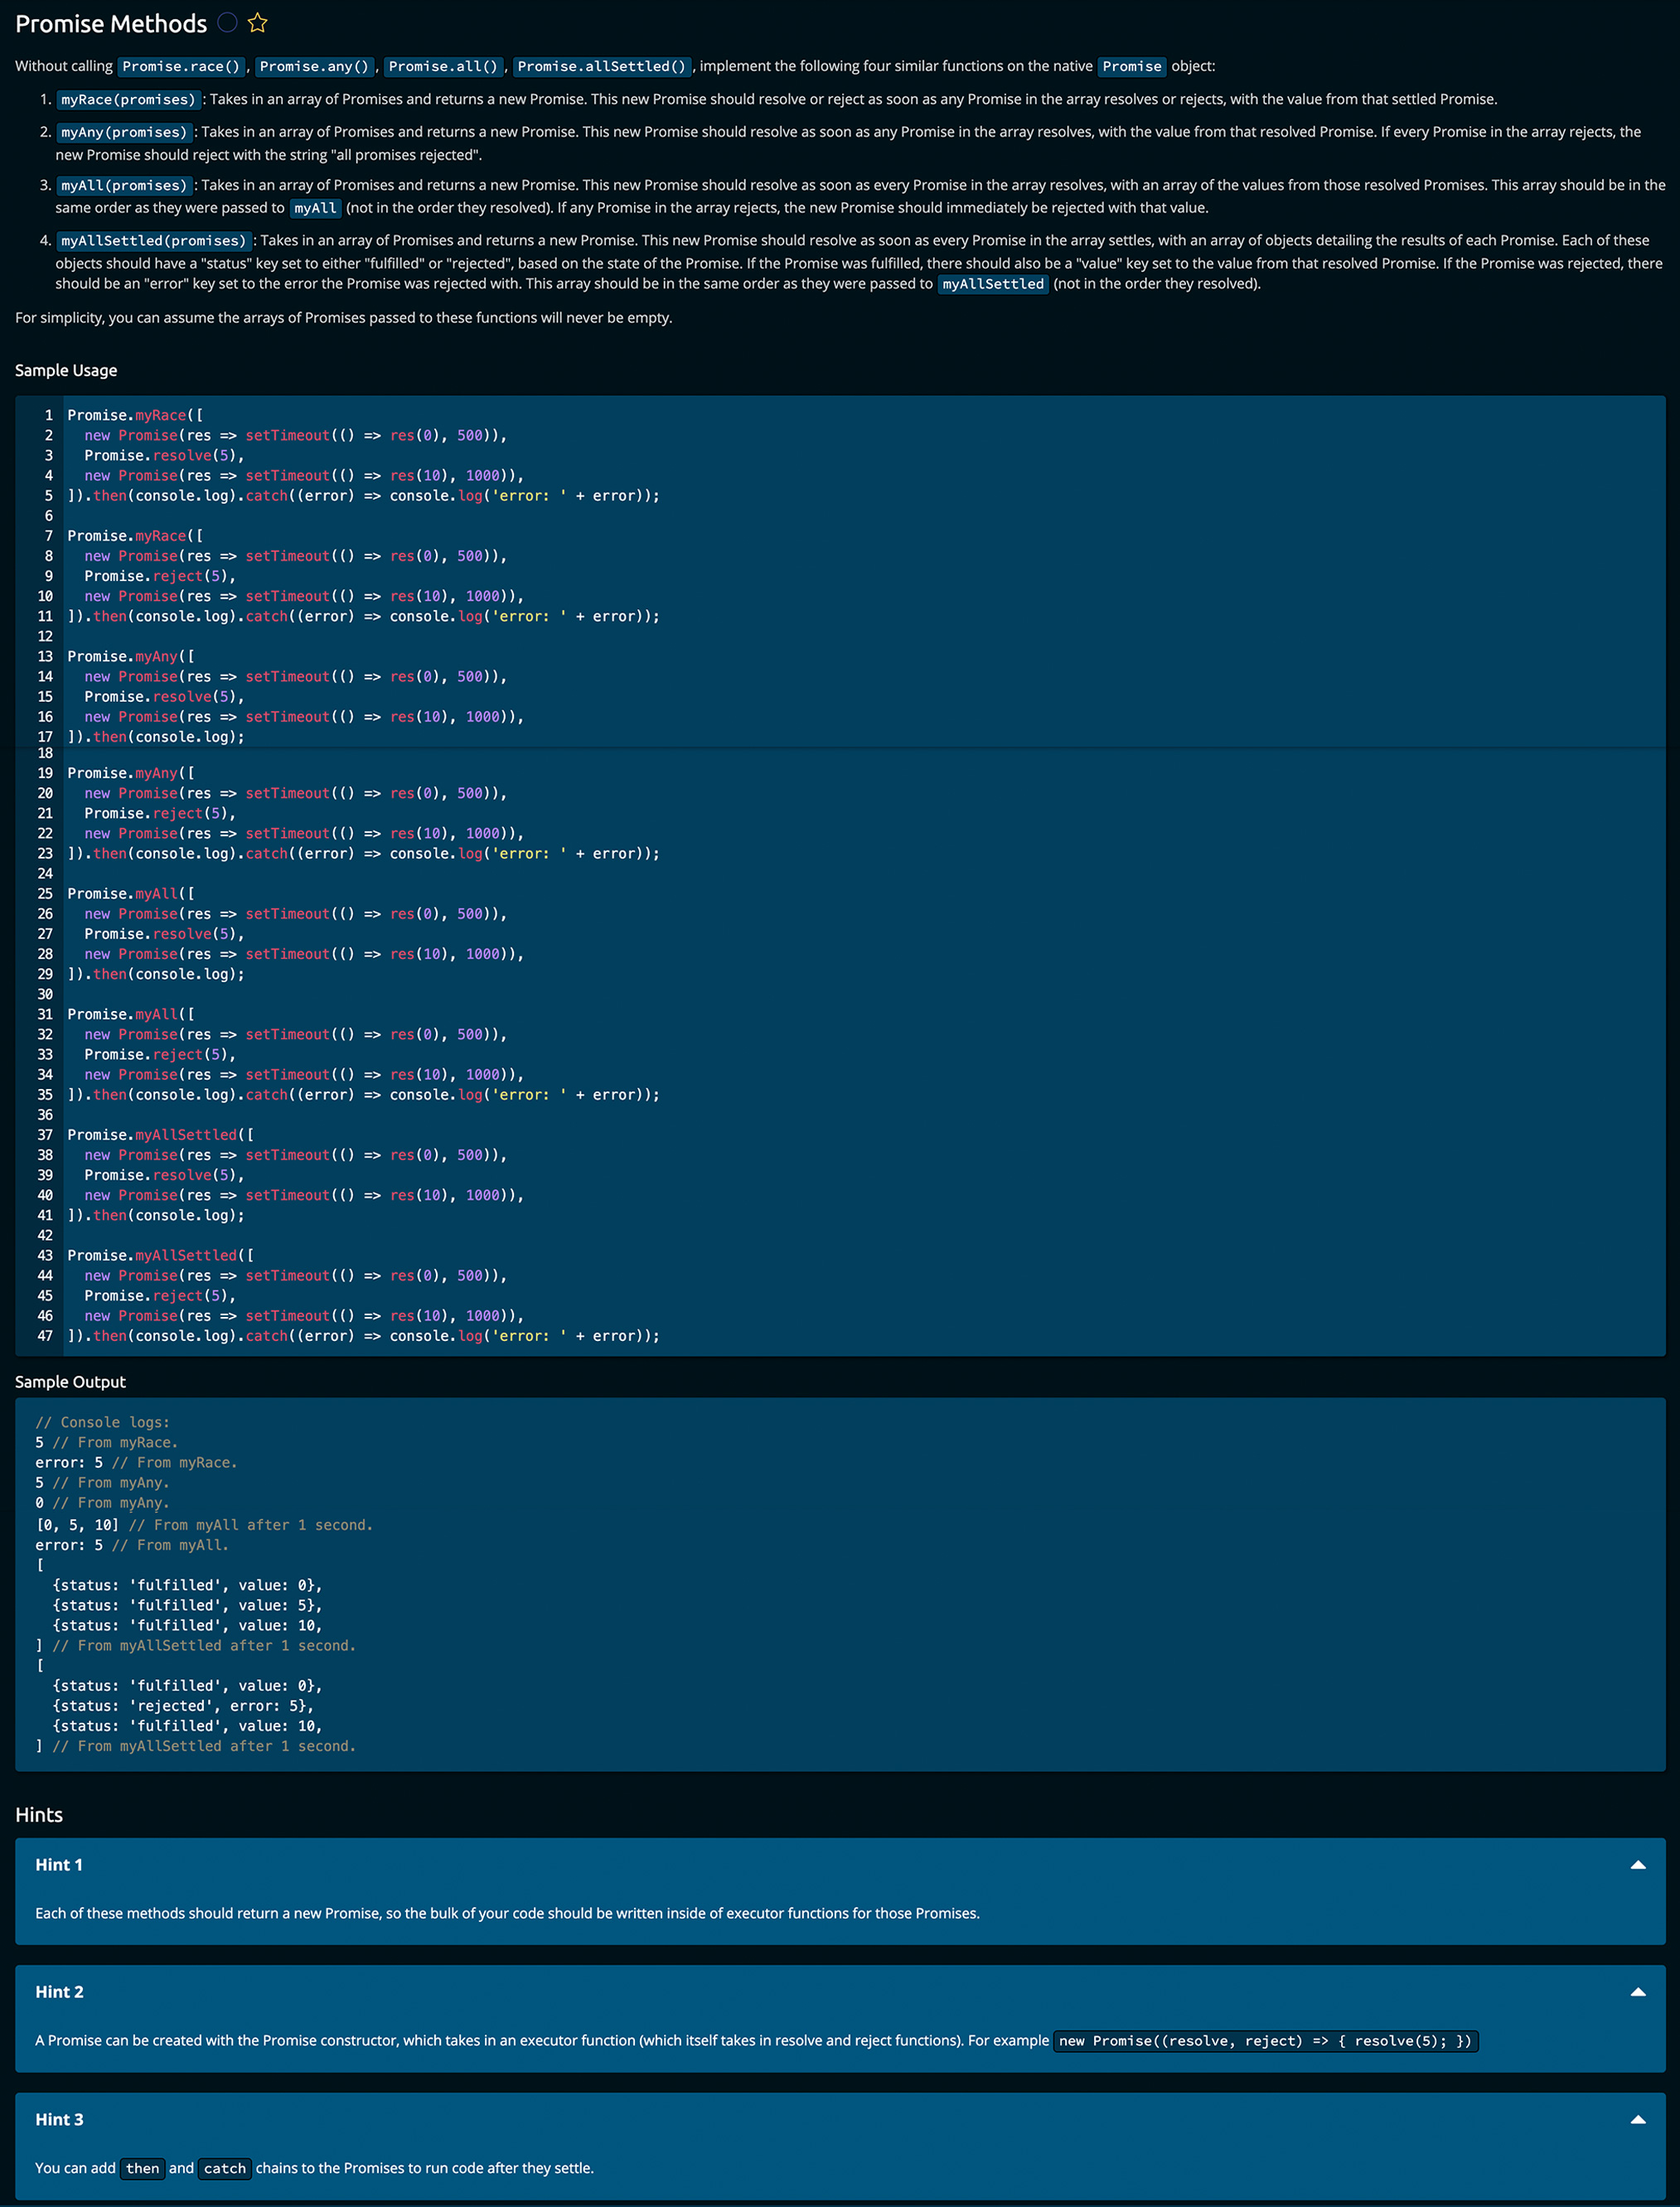 Promise Methods
Without calling Promise.race(), Promise.any(), Promise.all(), Promise.allSettled(), implement the following four similar functions on the native Promise object:
1. myRace(promises): Takes in an array of Promises and returns a new Promise. This new Promise should resolve or reject as soon as any Promise in the array resolves or rejects, with the value from that settled Promise.
2. myAny(promises): Takes in an array of Promises and returns a new Promise. This new Promise should resolve as soon as any Promise in the array resolves, with the value from that resolved Promise. If every Promise in the array rejects, the
new Promise should reject with the string "all promises rejected".
3. myAll(promises): Takes in an array of Promises and returns a new Promise. This new Promise should resolve as soon as every Promise in the array resolves, with an array of the values from those resolved Promises. This array should be in the
same order as they were passed to myAll (not in the order they resolved). If any Promise in the array rejects, the new Promise should immediately be rejected with that value.
4. myAllSettled(promises): Takes in an array of Promises and returns a new Promise. This new Promise should resolve as soon as every Promise in the array settles, with an array of objects detailing the results of each Promise. Each of these
objects should have a "status" key set to either "fulfilled" or "rejected", based on the state of the Promise. If the Promise was fulfilled, there should also be a "value" key set to the value from that resolved Promise. If the Promise was rejected, there
should be an "error" key set to the error the Promise was rejected with. This array should be in the same order as they were passed to myAllSettled (not in the order they resolved).
For simplicity, you can assume the arrays of Promises passed to these functions will never be empty.
Sample Usage
1 Promise.myRace([
2   new Promise(res => setTimeout(() => res(0), 500)),
3   Promise.resolve(5),
4   new Promise(res => setTimeout(() => res(10), 1000)),
5 ]).then(console.log).catch((error) => console.log('error: ' + error));
6
7 Promise.myRace([
8   new Promise(res => setTimeout(() => res(0), 500)),
9   Promise.reject(5),
10   new Promise(res => setTimeout(() => res(10), 1000)),
11 ]).then(console.log).catch((error) => console.log('error: ' + error));
12
13 Promise.myAny([
14   new Promise(res => setTimeout(() => res(0), 500)),
15   Promise.resolve(5),
16   new Promise(res => setTimeout(() => res(10), 1000)),
17 ]).then(console.log);
18
19 Promise.myAny([
20   new Promise(res => setTimeout(() => res(0), 500)),
21   Promise.reject(5),
22   new Promise(res => setTimeout(() => res(10), 1000)),
23 ]).then(console.log).catch((error) => console.log('error: ' + error));
24
25 Promise.myAll([
26   new Promise(res => setTimeout(() => res(0), 500)),
27   Promise.resolve(5),
28   new Promise(res => setTimeout(() => res(10), 1000)),
29 ]).then(console.log);
30
31 Promise.myAll([
32   new Promise(res => setTimeout(() => res(0), 500)),
33   Promise.reject(5),
34   new Promise(res => setTimeout(() => res(10), 1000)),
35 ]).then(console.log).catch((error) => console.log('error: ' + error));
36
37 Promise.myAllSettled([
38   new Promise(res => setTimeout(() => res(0), 500)),
39   Promise.resolve(5),
40   new Promise(res => setTimeout(() => res(10), 1000)),
41 ]).then(console.log);
42
43 Promise.myAllSettled([
44   new Promise(res => setTimeout(() => res(0), 500)),
45   Promise.reject(5),
46   new Promise(res => setTimeout(() => res(10), 1000)),
47 ]).then(console.log).catch((error) => console.log('error: ' + error));
Sample Output
// Console logs:
5 // From myRace.
error: 5 // From myRace.
5 // From myAny.
0 // From myAny.
[0, 5, 10] // From myAll after 1 second.
error: 5 // From myAll.
[
  {status: 'fulfilled', value: 0},
  {status: 'fulfilled', value: 5},
  {status: 'fulfilled', value: 10,
] // From myAllSettled after 1 second.
[
  {status: 'fulfilled', value: 0},
  {status: 'rejected', error: 5},
  {status: 'fulfilled', value: 10,
] // From myAllSettled after 1 second.
Hints
Hint 1
Each of these methods should return a new Promise, so the bulk of your code should be written inside of executor functions for those Promises.
Hint 2
A Promise can be created with the Promise constructor, which takes in an executor function (which itself takes in resolve and reject functions). For example new Promise((resolve, reject) => { resolve(5); })
Hint 3
You can add then and catch chains to the Promises to run code after they settle.